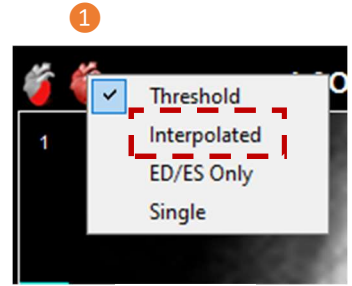 1
1
Threshold
Interpolated
ED/ES Only
Single